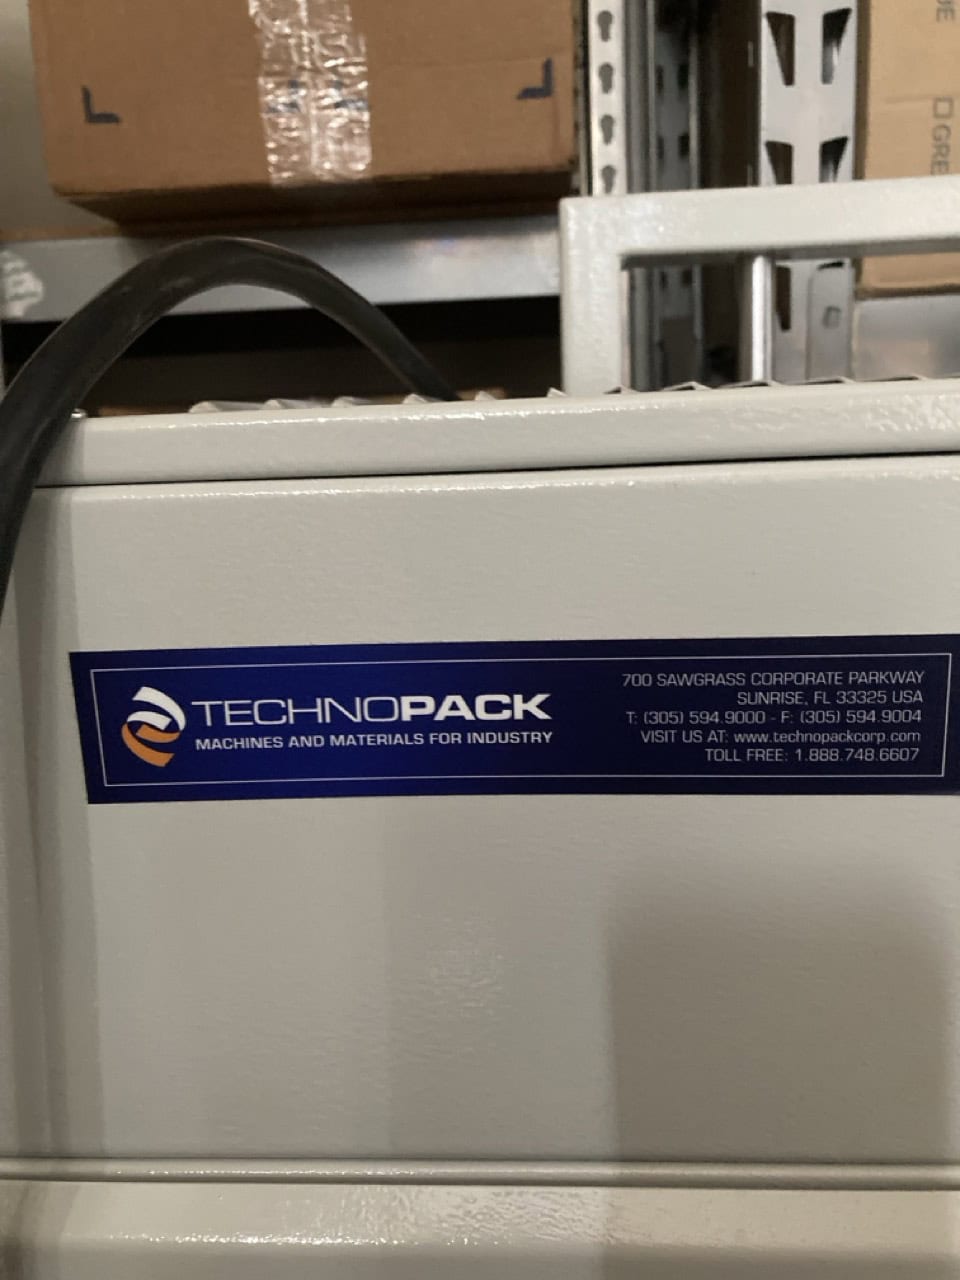 TECHNOPACK
MACHINES AND MATERIALS FOR INDUSTRY
700 SAWGRASS CORPORATE PARKWAY
SUNRISE, FL 33325 USA
T: (305) 594.9000 - F: (305) 594.9004
VISIT US AT: www.technopackcorp.com
TOLL FREE: 1.888.748.6607